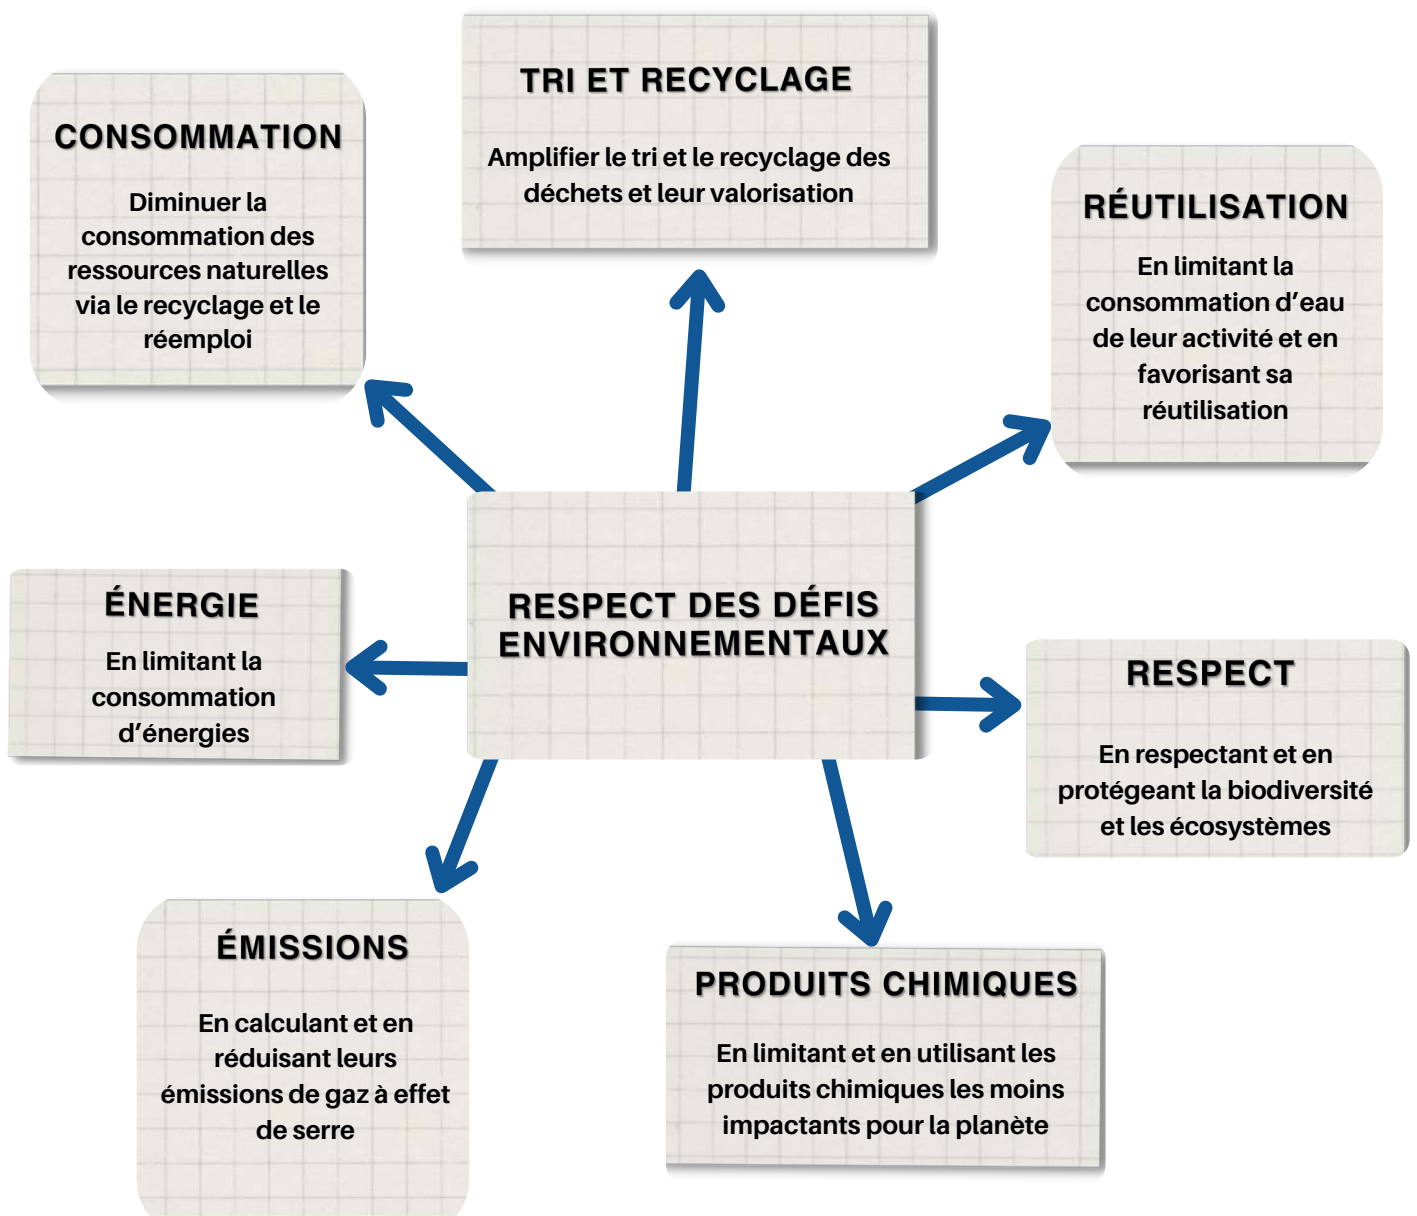 TRI ET RECYCLAGE
Amplifier le tri et le recyclage des
déchets et leur valorisation
CONSOMMATION
Diminuer la
consommation des
ressources naturelles
via le recyclage et le
réemploi
RÉUTILISATION
En limitant la
consommation d’eau
de leur activité et en
favorisant sa
réutilisation
RESPECT DES DÉFIS
ENVIRONNEMENTAUX
ÉNERGIE
En limitant la
consommation
d’énergies
RESPECT
En respectant et en
protégeant la biodiversité
et les écosystèmes
ÉMISSIONS
En calculant et en
réduisant leurs
émissions de gaz à effet
de serre
PRODUITS CHIMIQUES
En limitant et en utilisant les
produits chimiques les moins
impactants pour la planète